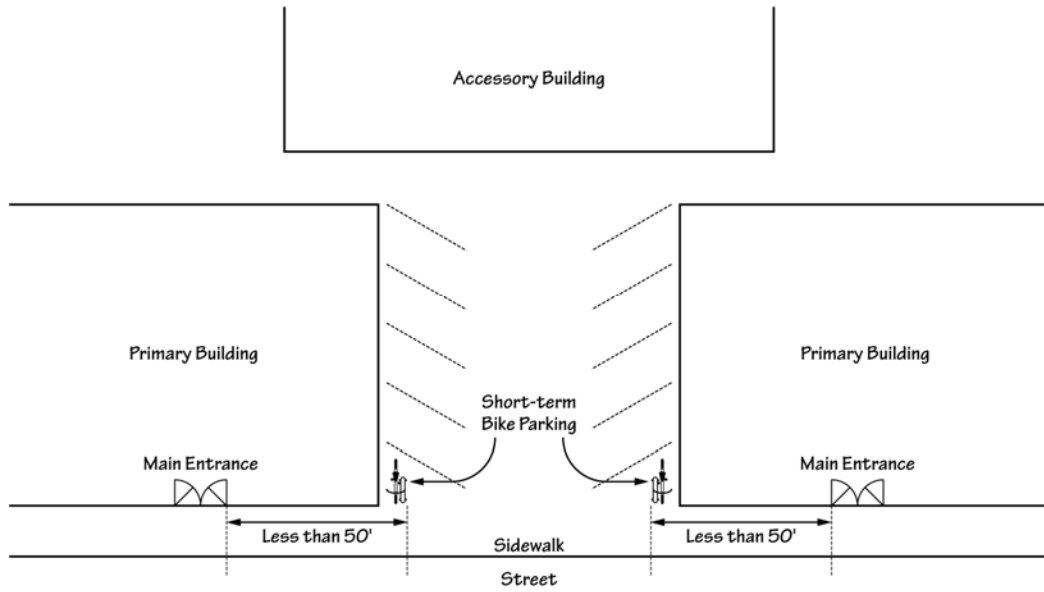 Accessory Building
Primary Building
Primary Building
Short-term
Bike Parking
Main Entrance
Main Entrance
Less than 50'
Less than 50'
Sidewalk
Street